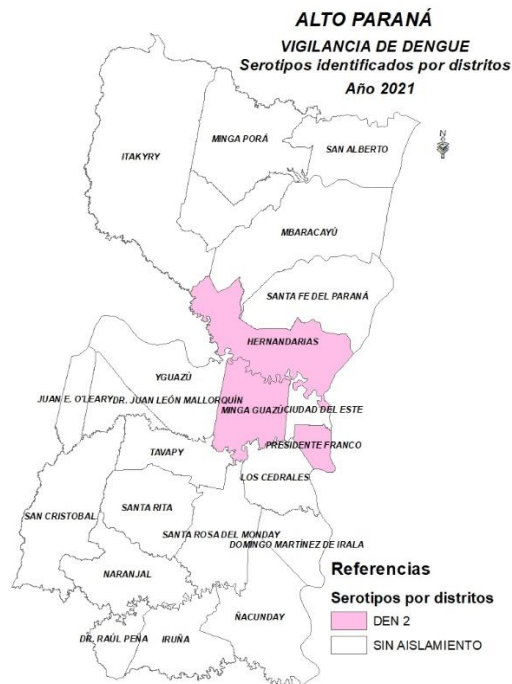 ALTO PARANÁ
VIGILANCIA DE DENGUE
Serotipos identificados por distritos
Año 2021
N
ITAKYRY
MINGA PORÁ
SAN ALBERTO
MBARACAYÚ
SANTA FE DEL PARANÁ
HERNANDARIAS
YGUAZÚ
JUAN E. O'LEARY
DR. JUAN LEÓN MALLORQUÍN
MINGA GUAZÚ
CIUDAD DEL ESTE
PRESIDENTE FRANCO
TAVAPY
LOS CEDRALES
SAN CRISTOBAL
SANTA RITA
SANTA ROSA DEL MONDAY
DOMINGO MARTÍNEZ DE IRALA
NARANJAL
ÑACUNDAY
DR. RAÚL PEÑA
IRUÑA
Referencias
Serotipos por distritos
DEN 2
SIN AISLAMIENTO